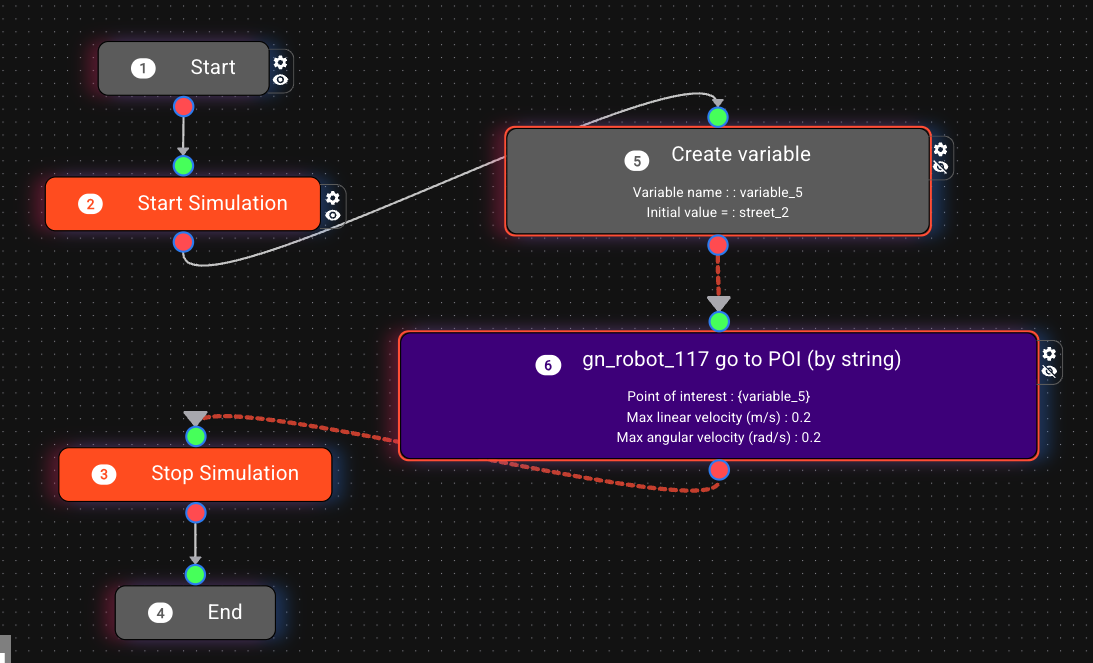 1 Start
2 Start Simulation
5 Create variable
Variable name : : variable_5
Initial value = : street_2
6 gn_robot_117 go to POI (by string)
Point of interest : {variable_5}
Max linear velocity (m/s) : 0.2
Max angular velocity (rad/s) : 0.2
3 Stop Simulation
4 End